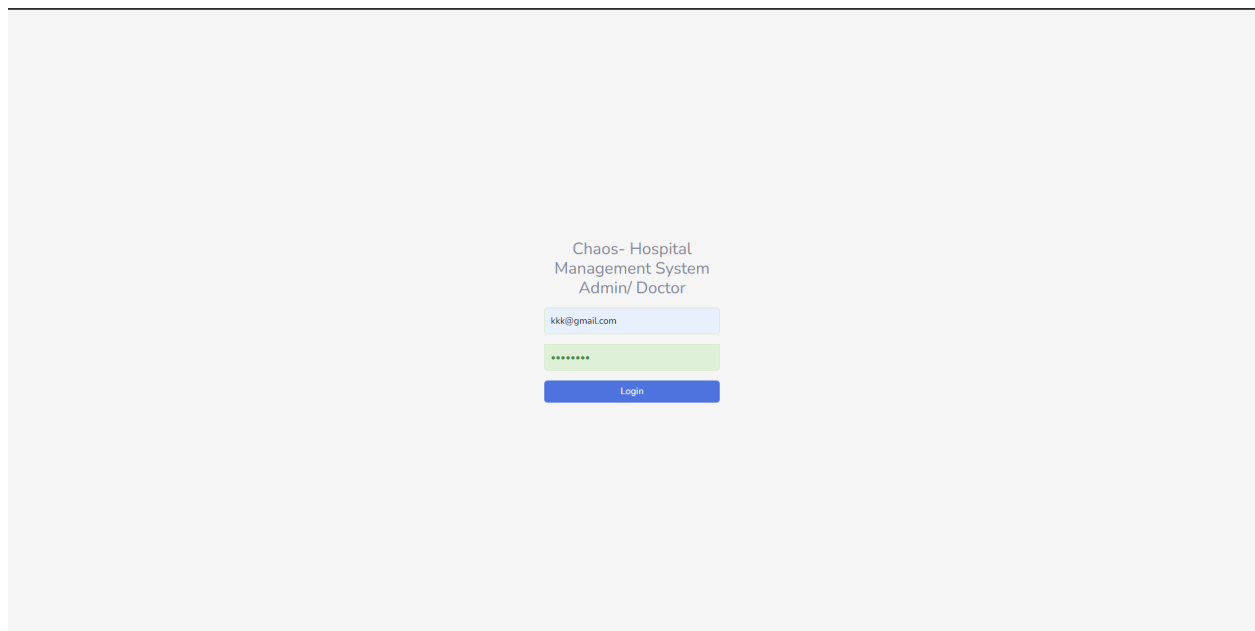 Chaos- Hospital
Management System
Admin/ Doctor
kkk@gmail.com
••••••••
Login